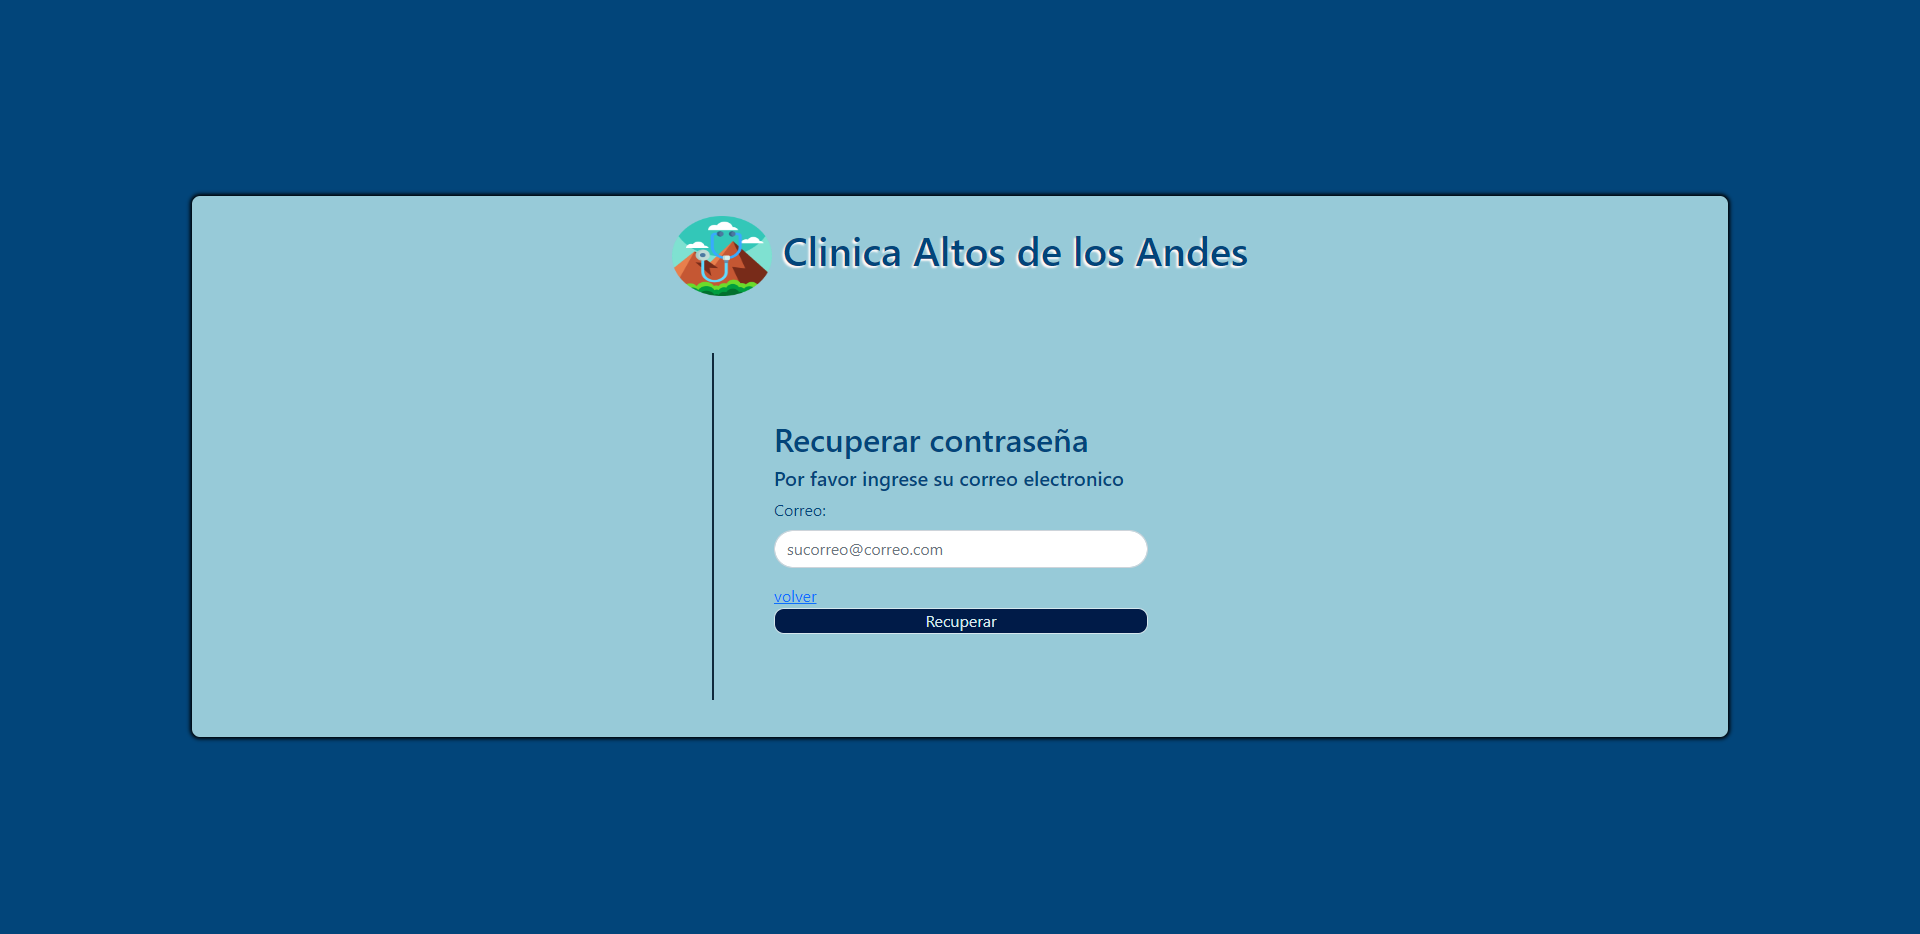 Clinica Altos de los Andes
Recuperar contraseña
Por favor ingrese su correo electronico
Correo:
sucorreo@correo.com
volver
Recuperar